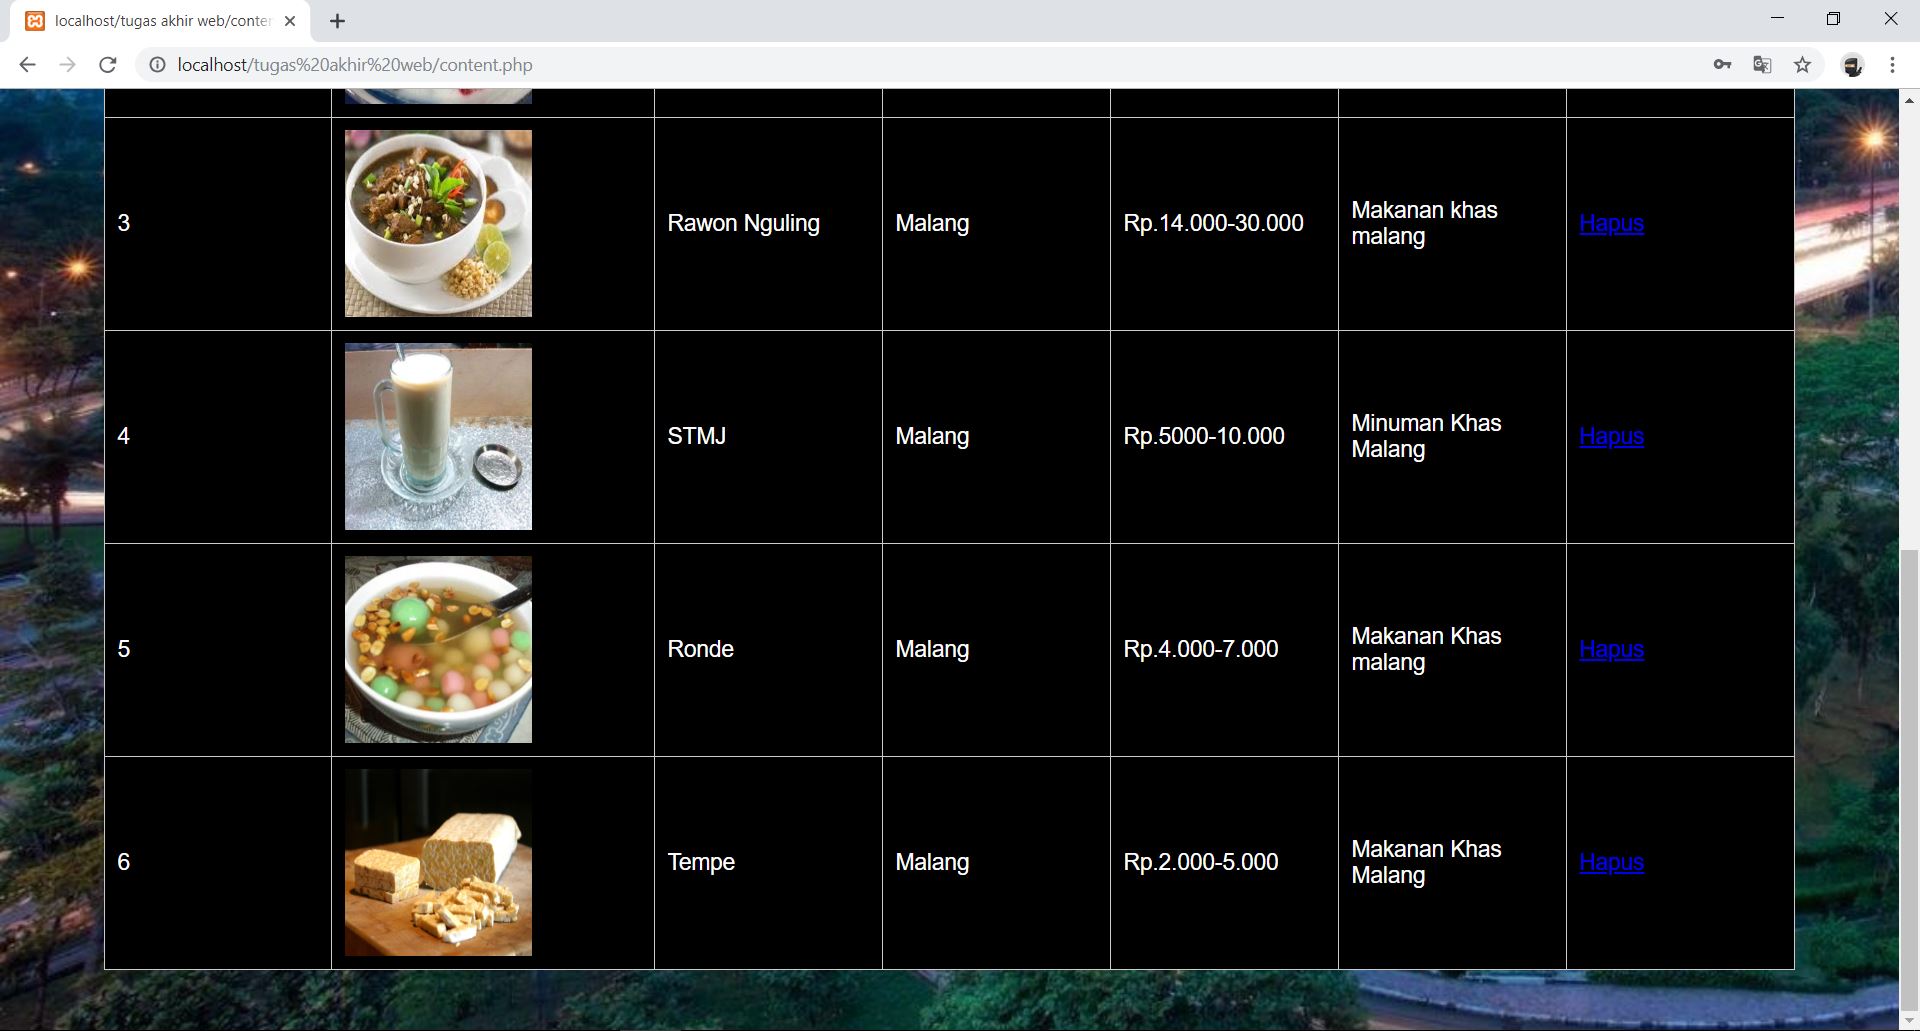 localhost/tugas akhir web/conten
localhost/tugas%20akhir%20web/content.php
3
Rawon Nguling
Malang
Rp.14.000-30.000
Makanan khas
malang
Hapus
4
STMJ
Malang
Rp.5000-10.000
Minuman Khas
Malang
Hapus
5
Ronde
Malang
Rp.4.000-7.000
Makanan Khas
malang
Hapus
6
Tempe
Malang
Rp.2.000-5.000
Makanan Khas
Malang
Hapus